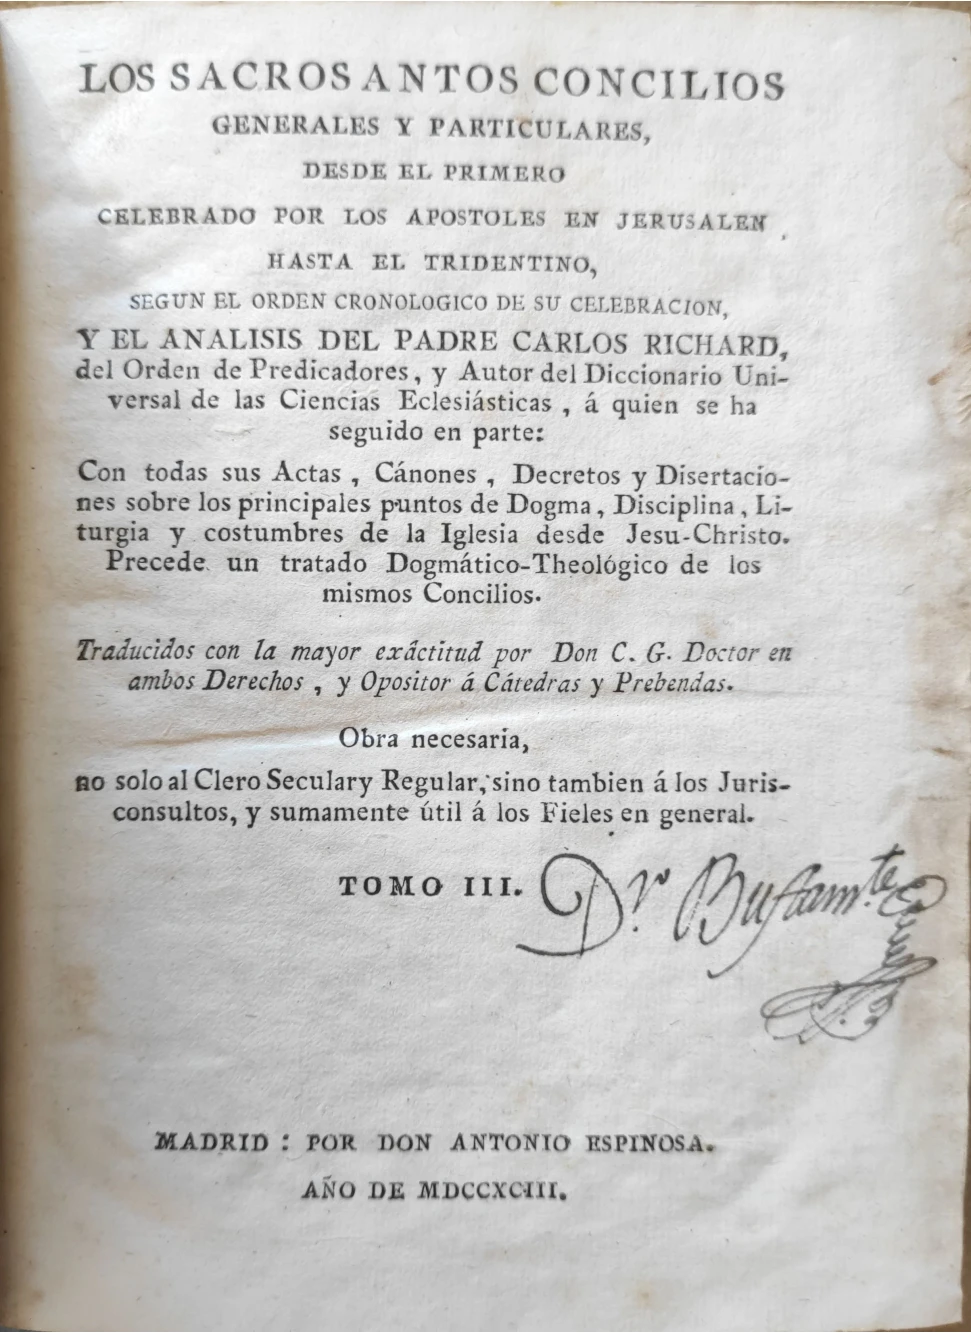 LOS SACROSANTOS CONCILIOS
GENERALES Y PARTICULARES,
DESDE EL PRIMERO
CELEBRADO POR LOS APOSTOLES EN JERUSALEN,
HASTA EL TRIDENTINO,
SEGUN EL ORDEN CRONOLOGICO DE SU CELEBRACION,
Y EL ANALISIS DEL PADRE CARLOS RICHARD,
del Orden de Predicadores, y Autor del Diccionario Uni-
versal de las Ciencias Eclesiásticas, á quien se ha
seguido en parte:
Con todas sus Actas, Cánones, Decretos y Disertacio-
nes sobre los principales puntos de Dogma, Disciplina, Li-
turgia y costumbres de la Iglesia desde Jesu-Christo.
Precede un tratado Dogmático-Theológico de los
mismos Concilios.
Traducidos con la mayor exáctitud por Don C. G. Doctor en
ambos Derechos, y Opositor á Cátedras y Prebendas.
Obra necesaria,
no solo al Clero Secular y Regular, sino tambien á los Juris-
consultos, y sumamente útil á los Fieles en general.
TOMO III.
Dr. Bustam.te
MADRID: POR DON ANTONIO ESPINOSA.
AÑO DE MDCCXCIII.